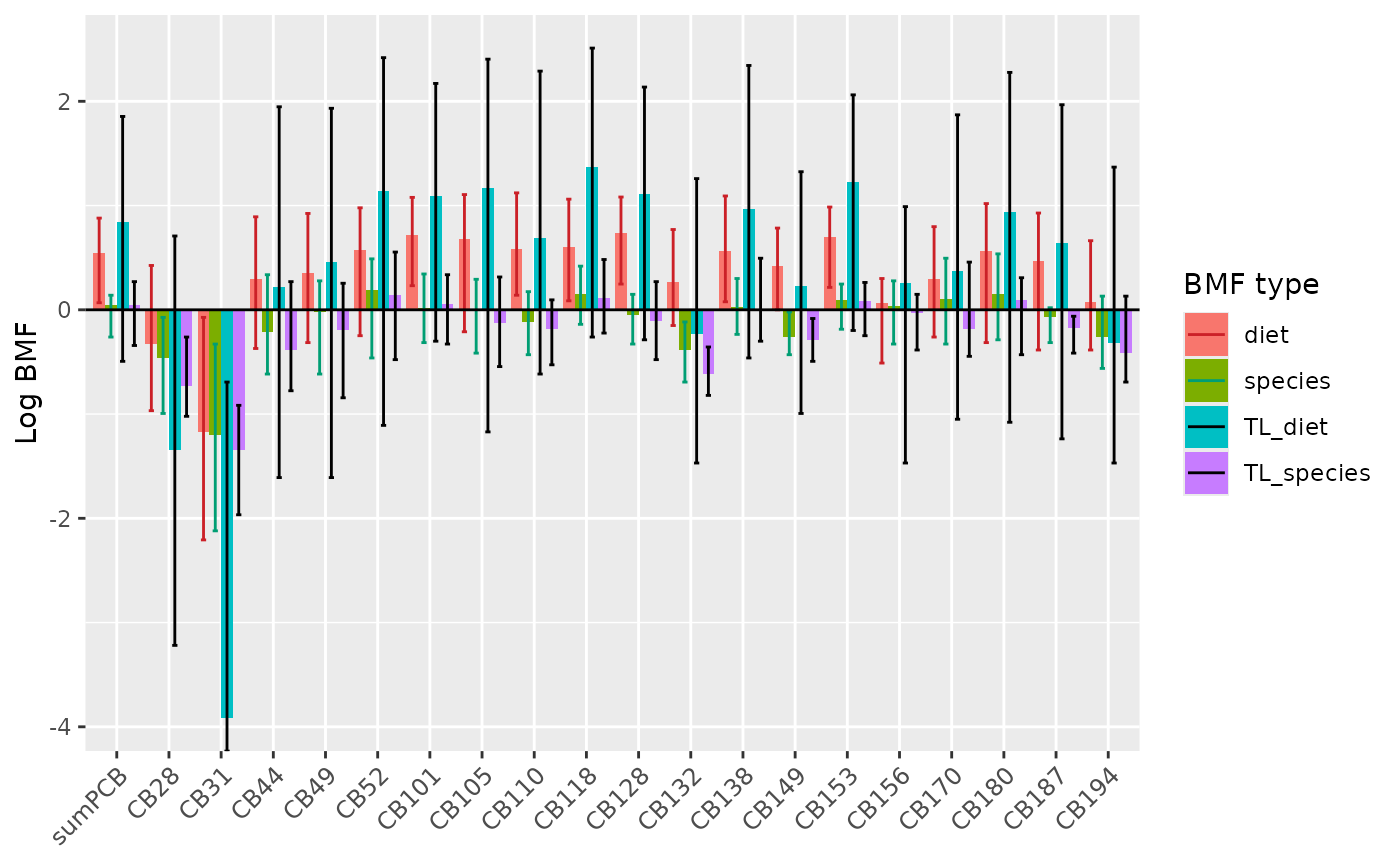 2
0
-2
-4
Log BMF
sumPCB
CB28
CB31
CB44
CB49
CB52
CB101
CB105
CB110
CB118
CB128
CB132
CB138
CB149
CB153
CB156
CB170
CB180
CB187
CB194
BMF type
diet
species
TL_diet
TL_species